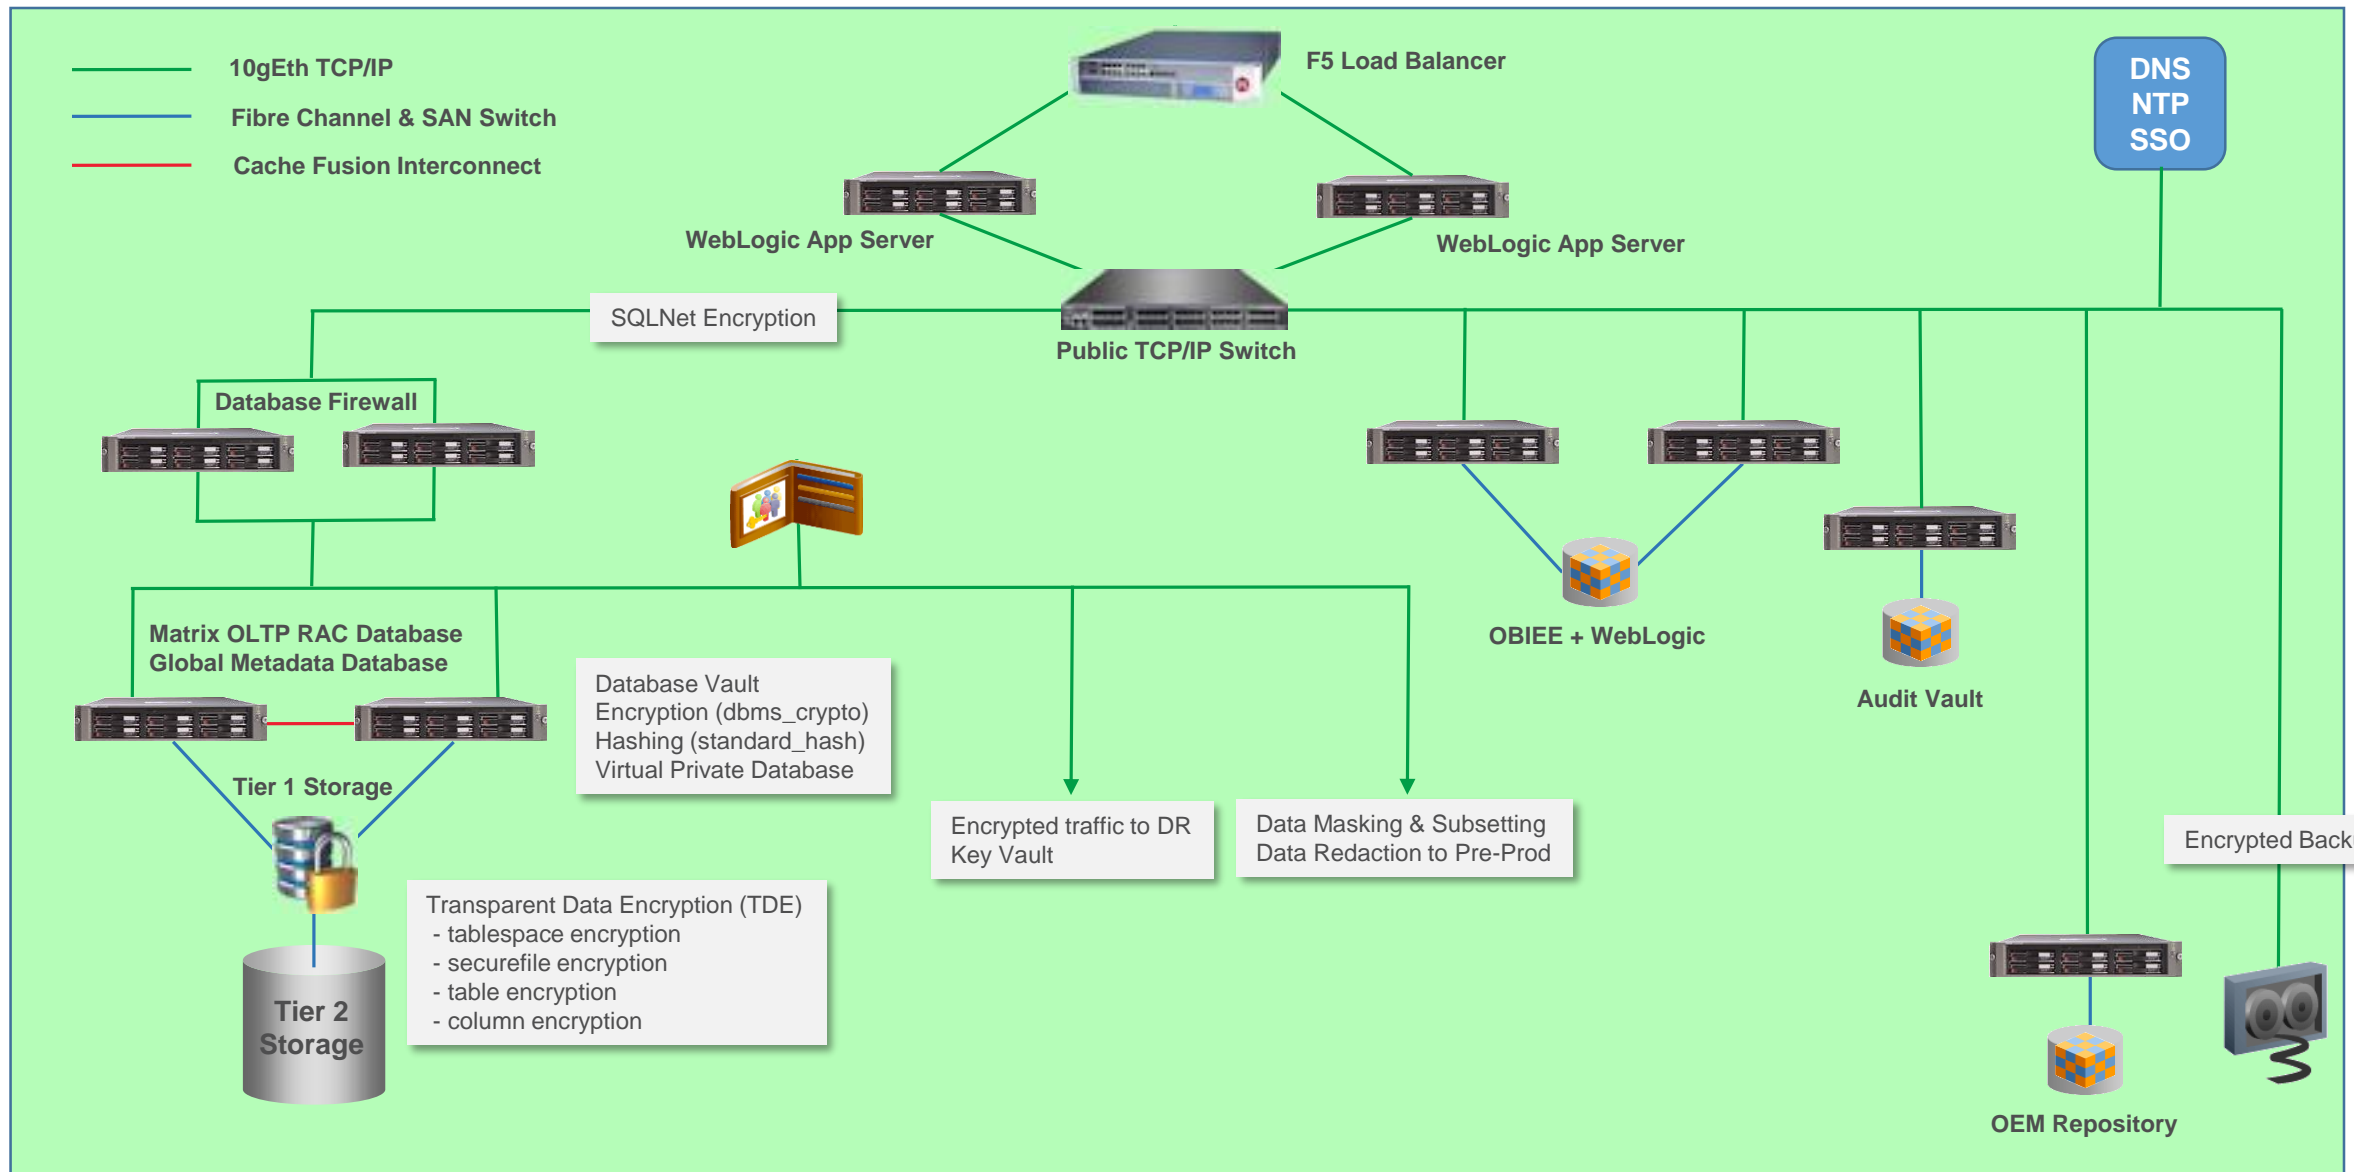 10gEth TCP/IP
Fibre Channel & SAN Switch
Cache Fusion Interconnect
F5 Load Balancer
DNS
NTP
SSO
WebLogic App Server
WebLogic App Server
SQLNet Encryption
Public TCP/IP Switch
Database Firewall
Matrix OLTP RAC Database
Global Metadata Database
OBIEE + WebLogic
Audit Vault
Database Vault
Encryption (dbms_crypto)
Hashing (standard_hash)
Virtual Private Database
Tier 1 Storage
Encrypted traffic to DR
Key Vault
Data Masking & Subsetting
Data Redaction to Pre-Prod
Encrypted
Transparent Data Encryption (TDE)
- tablespace encryption
- securefile encryption
- table encryption
- column encryption
Tier 2
Storage
OEM Repository